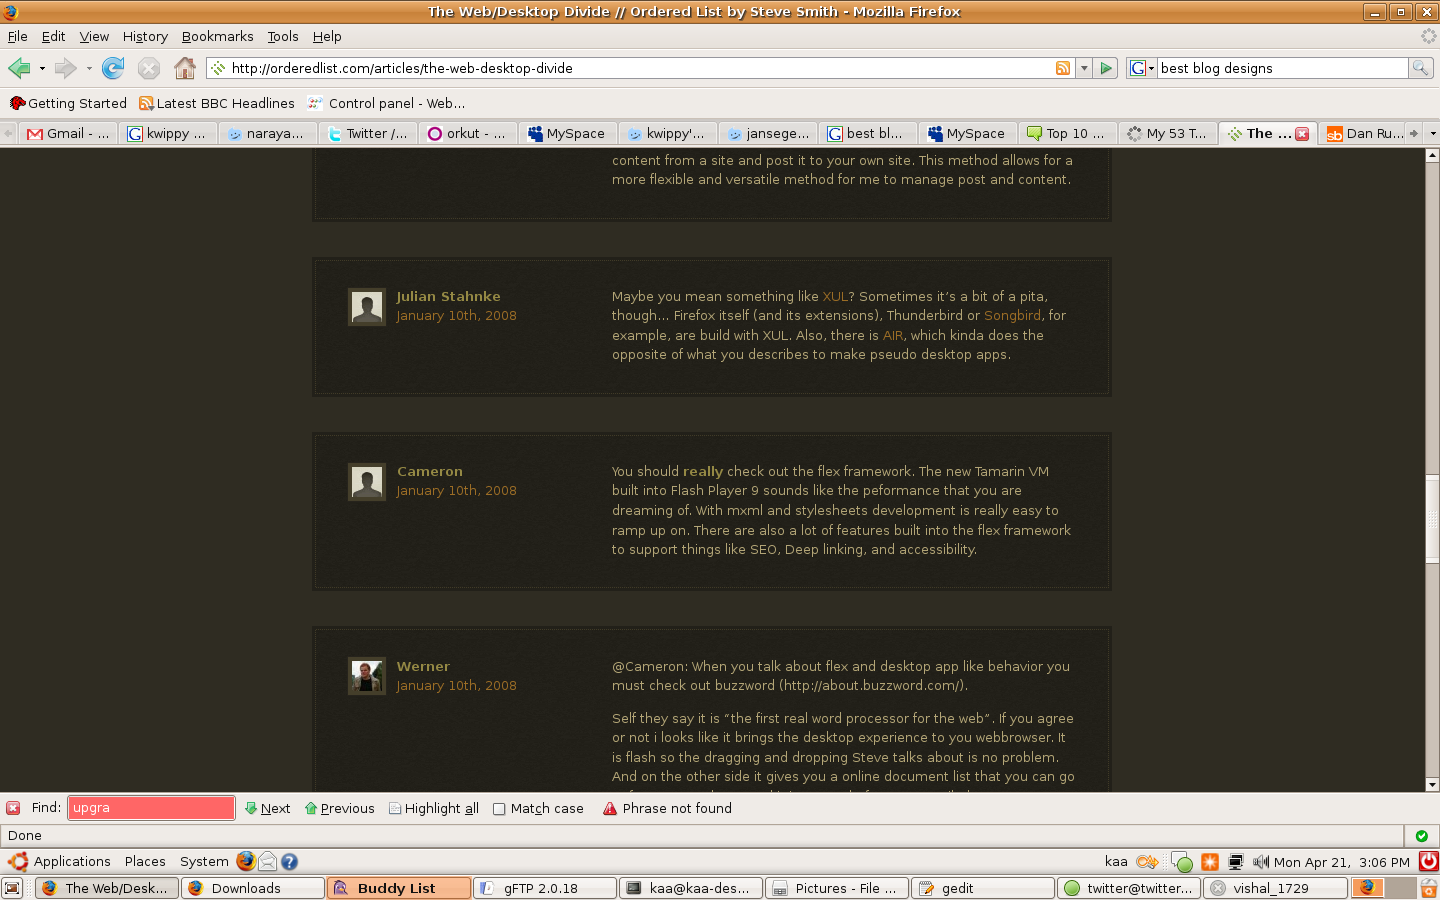 The Web/Desktop Divide // Ordered List by Steve Smith - Mozilla Firefox
File Edit View History Bookmarks Tools Help
http://orderedlist.com/articles/the-web-desktop-divide
G best blog designs
Getting Started Latest BBC Headlines Control panel - Web...
Gmail - ... kwippy ... naraya... Twitter /... orkut - ... MySpace kwippy'... jansege... best bl... MySpace Top 10 ... My 53 T... The ... Dan Ru...
content from a site and post it to your own site. This method allows for a
more flexible and versatile method for me to manage post and content.
Julian Stahnke
January 10th, 2008
Maybe you mean something like XUL? Sometimes it's a bit of a pita,
though... Firefox itself (and its extensions), Thunderbird or Songbird, for
example, are build with XUL. Also, there is AIR, which kinda does the
opposite of what you describes to make pseudo desktop apps.
Cameron
January 10th, 2008
You should really check out the flex framework. The new Tamarin VM
built into Flash Player 9 sounds like the peformance that you are
dreaming of. With mxml and stylesheets development is really easy to
ramp up on. There are also a lot of features built into the flex framework
to support things like SEO, Deep linking, and accessibility.
Werner
January 10th, 2008
@Cameron: When you talk about flex and desktop app like behavior you
must check out buzzword (http://about.buzzword.com/).
Self they say it is "the first real word processor for the web". If you agree
or not i looks like it brings the desktop experience to you webbrowser. It
is flash so the dragging and dropping Steve talks about is no problem.
And on the other side it gives you a online document list that you can go
Find: upgra Next Previous Highlight all Match case Phrase not found
Done
Applications Places System kaa Mon Apr 21, 3:06 PM
The Web/Desk... Downloads Buddy List gFTP 2.0.18 kaa@kaa-des... Pictures - File ... gedit twitter@twitter... vishal_1729